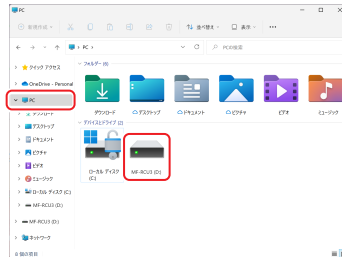 PC
新規作成
並べ替え
表示
PC
PCの検索
クイック アクセス
OneDrive - Personal
PC
ダウンロード
デスクトップ
ドキュメント
ピクチャ
ビデオ
ミュージック
ローカル ディスク (C:)
MF-RCU3 (D:)
MF-RCU3 (D:)
ネットワーク
フォルダー (6)
ダウンロード
デスクトップ
ドキュメント
ピクチャ
ビデオ
ミュージック
デバイスとドライブ (2)
ローカル ディスク
(C:)
MF-RCU3 (D:)
8 個の項目